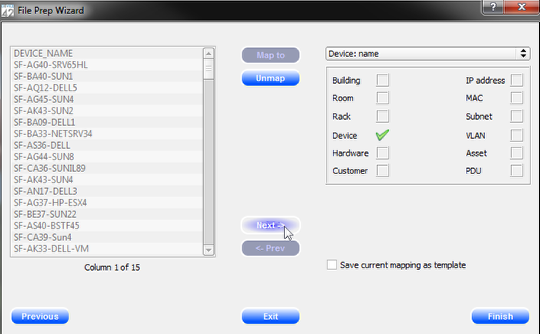 File Prep Wizard
?
DEVICE_NAME
SF-AG40-SRV65HL
SF-BA40-SUN1
SF-AQ12-DELL5
SF-AG45-SUN4
SF-AK43-SUN2
SF-BA09-DELL1
SF-BA33-NETSRV34
SF-AS36-DELL
SF-AG44-SUN8
SF-CA36-SUNIL89
SF-AK43-SUN4
SF-AN17-DELL3
SF-AG37-HP-ESX4
SF-BE37-SUN22
SF-AS40-BSTF45
SF-CA39-Sun4
SF-AK33-DELL-VM
Column 1 of 15
Map to
Unmap
Next ->
<- Prev
Device: name
Building
IP address
Room
MAC
Rack
Subnet
Device
VLAN
Hardware
Asset
Customer
PDU
Save current mapping as template
Previous
Exit
Finish